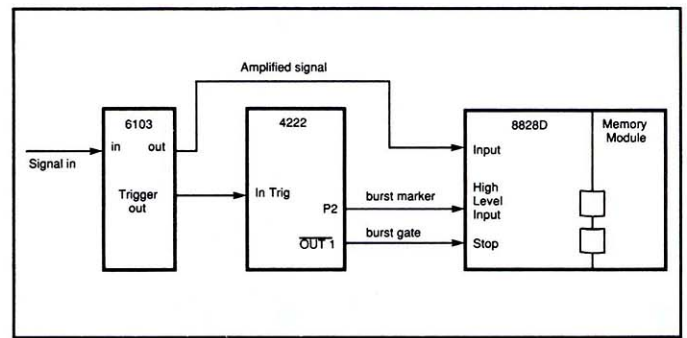 Amplified signal
6103
in out
Signal in
Trigger
out
4222
In Trig
P2
OUT 1
burst marker
burst gate
8828D
Memory
Module
Input
High
Level
Input
Stop